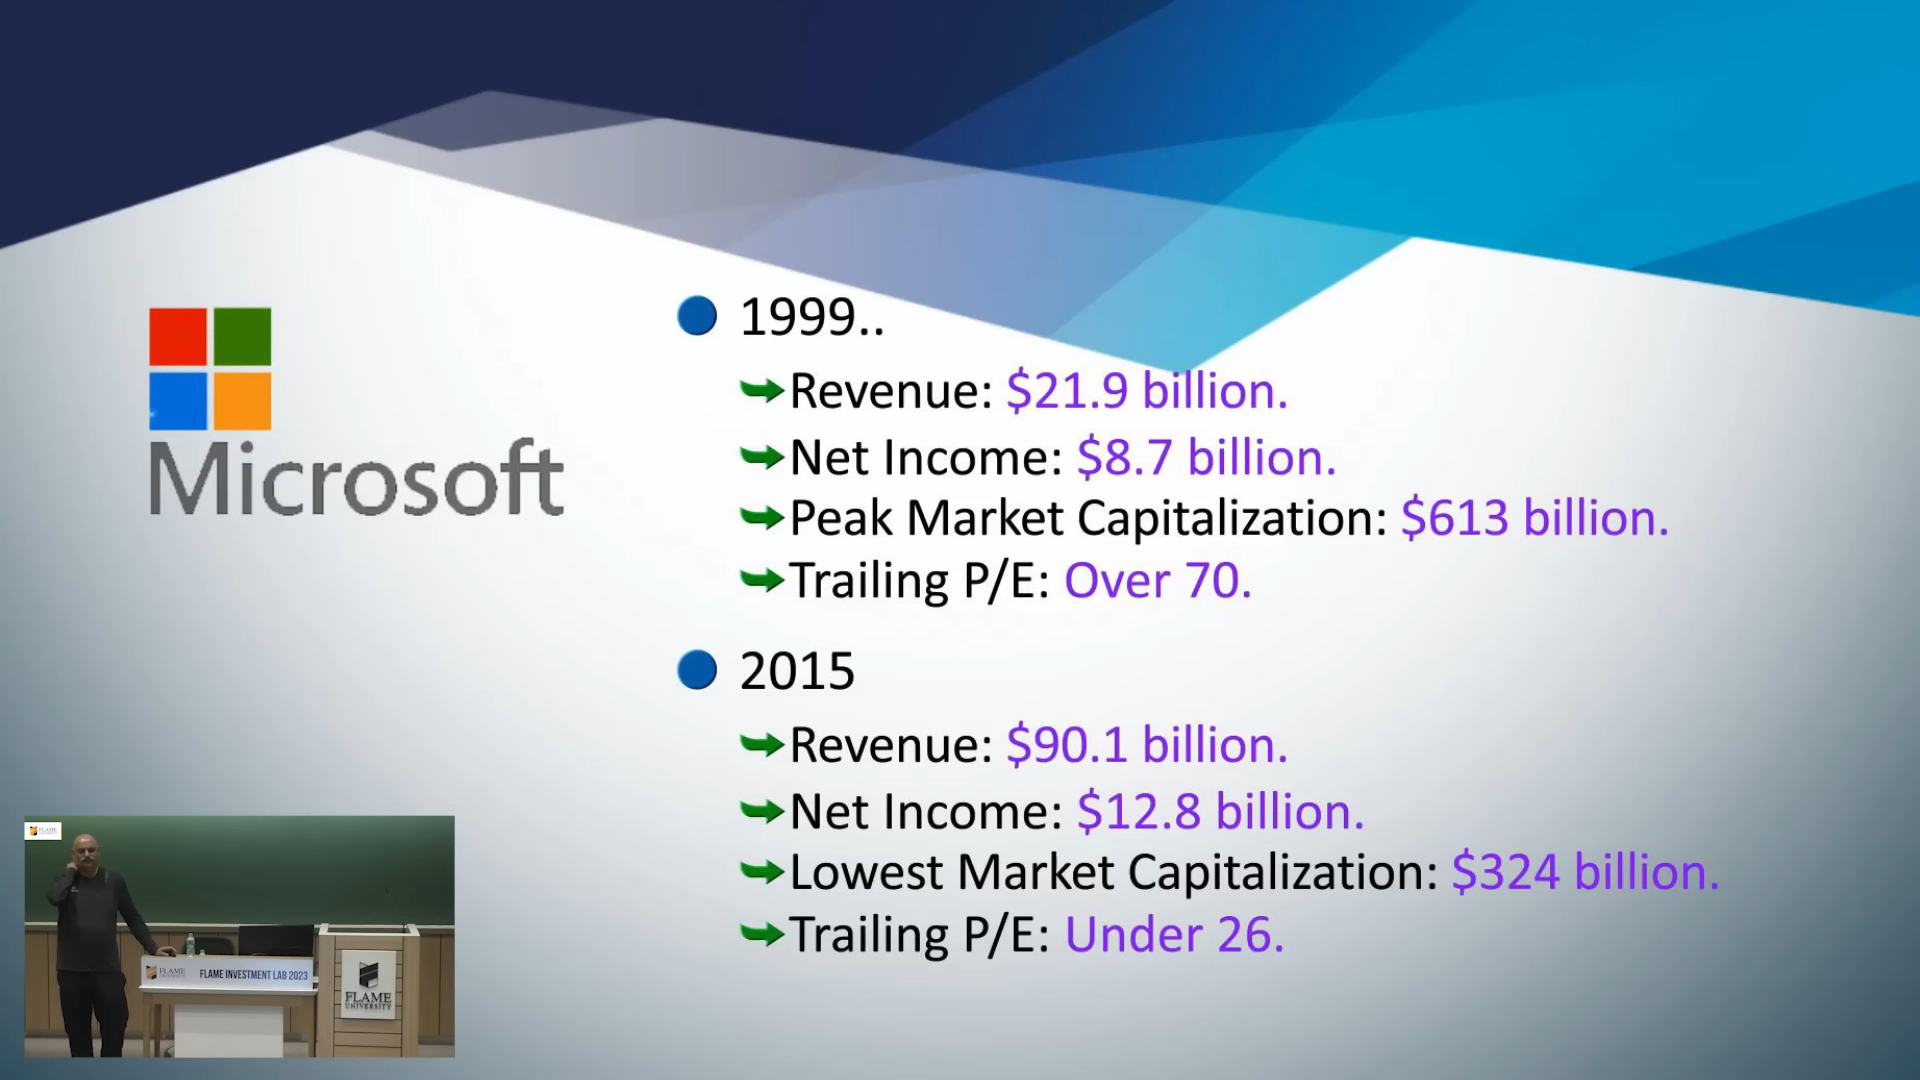 1999..
Revenue: $21.9 billion.
Net Income: $8.7 billion.
Peak Market Capitalization: $613 billion.
Trailing P/E: Over 70.
Microsoft
2015
Revenue: $90.1 billion.
Net Income: $12.8 billion.
Lowest Market Capitalization: $324 billion.
Trailing P/E: Under 26.
FLAME
FLAME
FLAME INVESTMENT LAB 2023
FLAME
UNIVERSITY